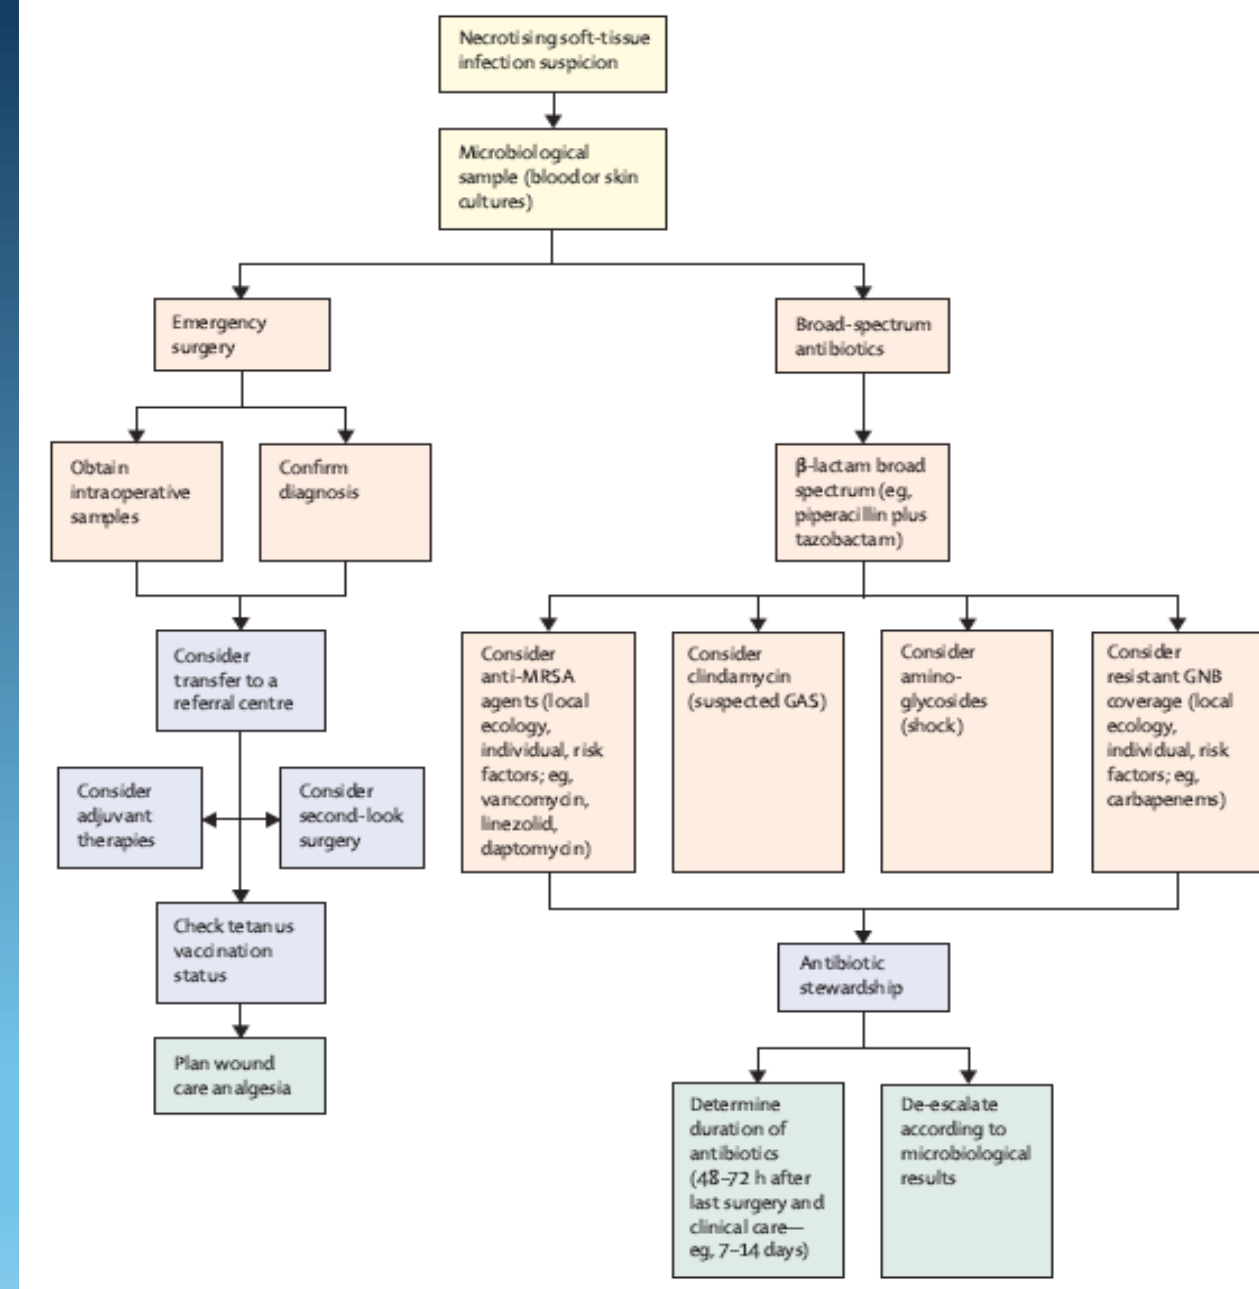 Necrotising soft-tissue
infection suspicion
Microbiological
sample (blood or skin
cultures)
Emergency
surgery
Broad-spectrum
antibiotics
Obtain
intraoperative
samples
Confirm
diagnosis
β-lactam broad
spectrum (eg,
piperacillin plus
tazobactam)
Consider
transfer to a
referral centre
Consider
anti-MRSA
agents (local
ecology,
individual, risk
factors; eg,
vancomycin,
linezolid,
daptomycin)
Consider
clindamycin
(suspected GAS)
Consider
amino-
glycosides
(shock)
Consider
resistant GNB
coverage (local
ecology,
individual, risk
factors; eg,
carbapenems)
Consider
adjuvant
therapies
Consider
second-look
surgery
Check tetanus
vaccination
status
Antibiotic
stewardship
Plan wound
care analgesia
Determine
duration of
antibiotics
(48–72 h after
last surgery and
clinical care—
eg, 7–14 days)
De-escalate
according to
microbiological
results